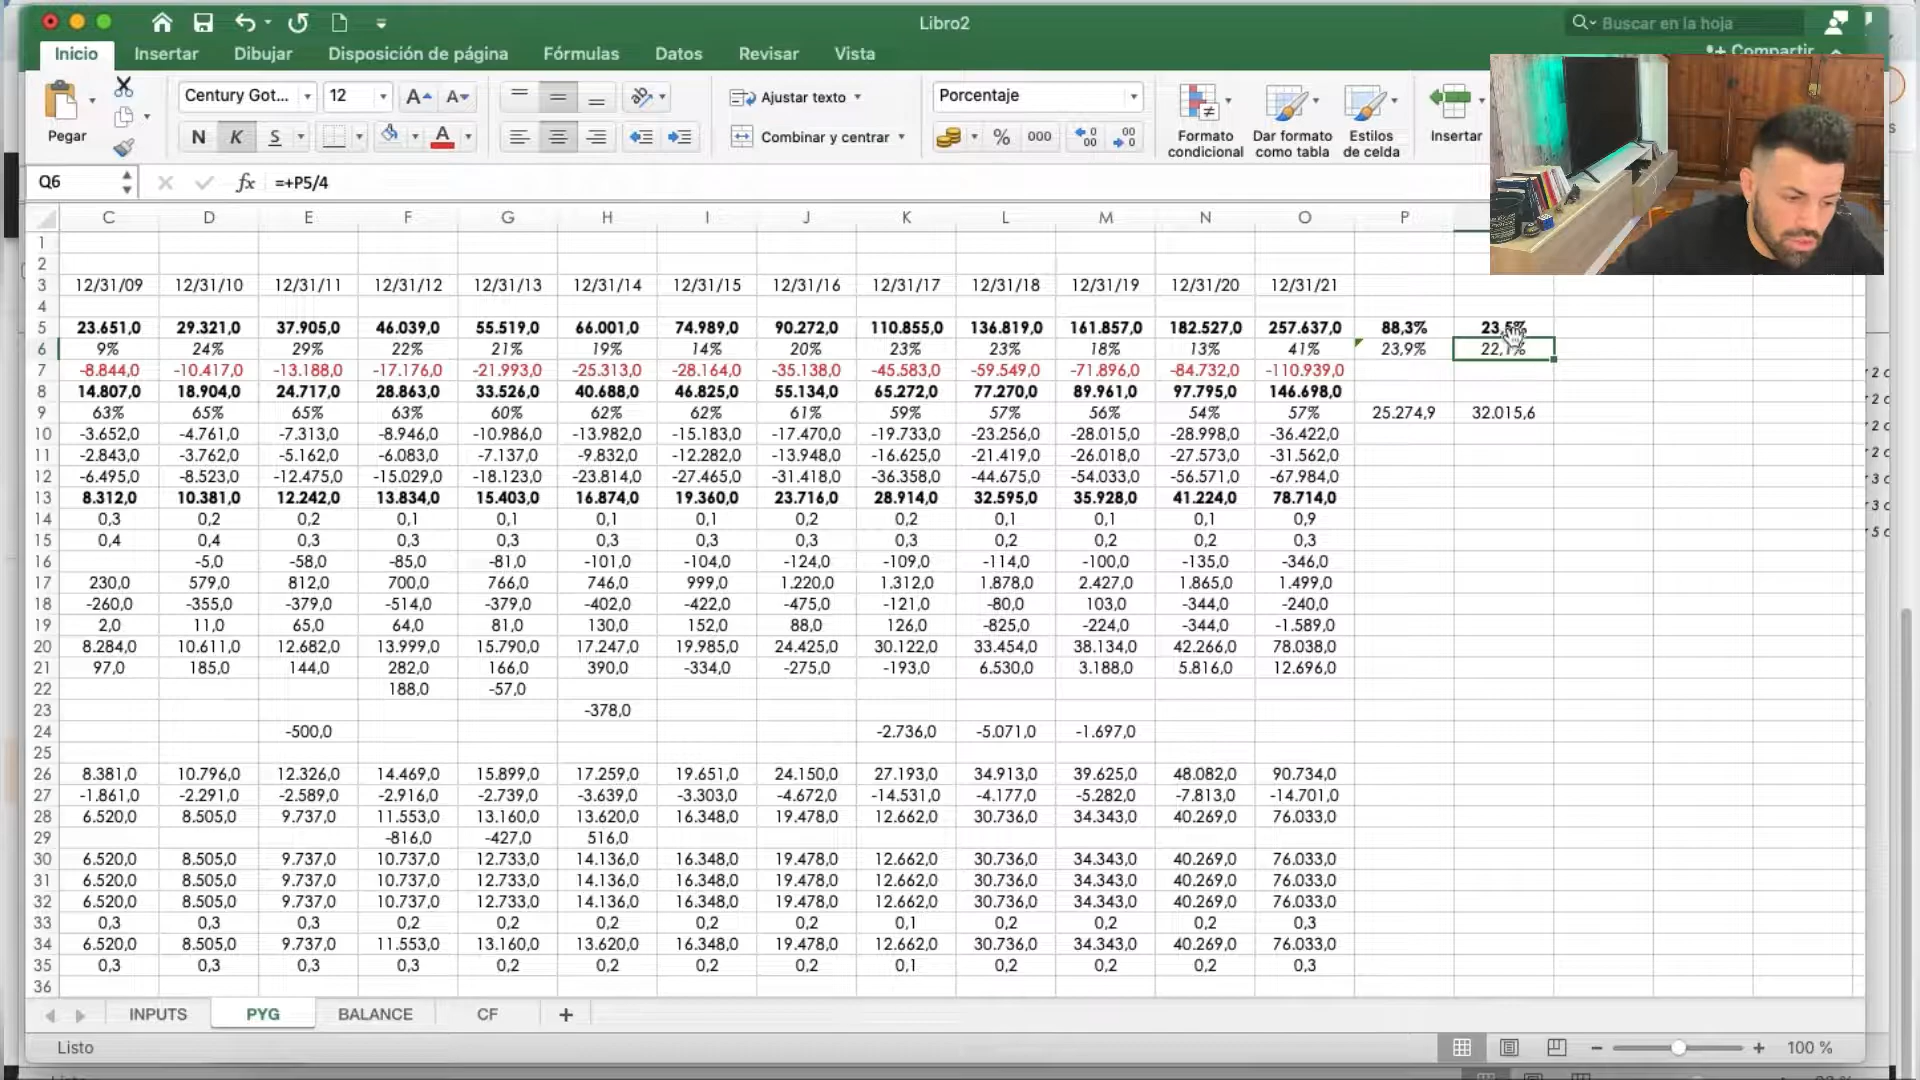 Libro2
Buscar en la hoja
Inicio Insertar Dibujar Disposición de página Fórmulas Datos Revisar Vista Compartir
Pegar
Century Got... 12
N K S
Ajustar texto
Combinar y centrar
Porcentaje
% 000
Formato condicional
Dar formato como tabla
Estilos de celda
Insertar
Q6 fx =+P5/4
C D E F G H I J K L M N O P
1
2
3 12/31/09 12/31/10 12/31/11 12/31/12 12/31/13 12/31/14 12/31/15 12/31/16 12/31/17 12/31/18 12/31/19 12/31/20 12/31/21
4
5 23.651,0 29.321,0 37.905,0 46.039,0 55.519,0 66.001,0 74.989,0 90.272,0 110.855,0 136.819,0 161.857,0 182.527,0 257.637,0 88,3% 23,5%
6 9% 24% 29% 22% 21% 19% 14% 20% 23% 23% 18% 13% 41% 23,9% 22,1%
7 -8.844,0 -10.417,0 -13.188,0 -17.176,0 -21.993,0 -25.313,0 -28.164,0 -35.138,0 -45.583,0 -59.549,0 -71.896,0 -84.732,0 -110.939,0
8 14.807,0 18.904,0 24.717,0 28.863,0 33.526,0 40.688,0 46.825,0 55.134,0 65.272,0 77.270,0 89.961,0 97.795,0 146.698,0
9 63% 65% 65% 63% 60% 62% 62% 61% 59% 57% 56% 54% 57% 25.274,9 32.015,6
10 -3.652,0 -4.761,0 -7.313,0 -8.946,0 -10.986,0 -13.982,0 -15.183,0 -17.470,0 -19.733,0 -23.256,0 -28.015,0 -28.998,0 -36.422,0
11 -2.843,0 -3.762,0 -5.162,0 -6.083,0 -7.137,0 -9.832,0 -12.282,0 -13.948,0 -16.625,0 -21.419,0 -26.018,0 -27.573,0 -31.562,0
12 -6.495,0 -8.523,0 -12.475,0 -15.029,0 -18.123,0 -23.814,0 -27.465,0 -31.418,0 -36.358,0 -44.675,0 -54.033,0 -56.571,0 -67.984,0
13 8.312,0 10.381,0 12.242,0 13.834,0 15.403,0 16.874,0 19.360,0 23.716,0 28.914,0 32.595,0 35.928,0 41.224,0 78.714,0
14 0,3 0,2 0,2 0,1 0,1 0,1 0,1 0,2 0,2 0,1 0,1 0,1 0,9
15 0,4 0,4 0,3 0,3 0,3 0,3 0,3 0,3 0,3 0,2 0,2 0,2 0,3
16 -5,0 -58,0 -85,0 -81,0 -101,0 -104,0 -124,0 -109,0 -114,0 -100,0 -135,0 -346,0
17 230,0 579,0 812,0 700,0 766,0 746,0 999,0 1.220,0 1.312,0 1.878,0 2.427,0 1.865,0 1.499,0
18 -260,0 -355,0 -379,0 -514,0 -379,0 -402,0 -422,0 -475,0 -121,0 -80,0 103,0 -344,0 -240,0
19 2,0 11,0 65,0 64,0 81,0 130,0 152,0 88,0 126,0 -825,0 -224,0 -344,0 -1.589,0
20 8.284,0 10.611,0 12.682,0 13.999,0 15.790,0 17.247,0 19.985,0 24.425,0 30.122,0 33.454,0 38.134,0 42.266,0 78.038,0
21 97,0 185,0 144,0 282,0 166,0 390,0 -334,0 -275,0 -193,0 6.530,0 3.188,0 5.816,0 12.696,0
22 188,0 -57,0
23 -378,0
24 -500,0 -2.736,0 -5.071,0 -1.697,0
25
26 8.381,0 10.796,0 12.326,0 14.469,0 15.899,0 17.259,0 19.651,0 24.150,0 27.193,0 34.913,0 39.625,0 48.082,0 90.734,0
27 -1.861,0 -2.291,0 -2.589,0 -2.916,0 -2.739,0 -3.639,0 -3.303,0 -4.672,0 -14.531,0 -4.177,0 -5.282,0 -7.813,0 -14.701,0
28 6.520,0 8.505,0 9.737,0 11.553,0 13.160,0 13.620,0 16.348,0 19.478,0 12.662,0 30.736,0 34.343,0 40.269,0 76.033,0
29 -816,0 -427,0 516,0
30 6.520,0 8.505,0 9.737,0 10.737,0 12.733,0 14.136,0 16.348,0 19.478,0 12.662,0 30.736,0 34.343,0 40.269,0 76.033,0
31 6.520,0 8.505,0 9.737,0 10.737,0 12.733,0 14.136,0 16.348,0 19.478,0 12.662,0 30.736,0 34.343,0 40.269,0 76.033,0
32 6.520,0 8.505,0 9.737,0 10.737,0 12.733,0 14.136,0 16.348,0 19.478,0 12.662,0 30.736,0 34.343,0 40.269,0 76.033,0
33 0,3 0,3 0,3 0,2 0,2 0,2 0,2 0,2 0,1 0,2 0,2 0,2 0,3
34 6.520,0 8.505,0 9.737,0 11.553,0 13.160,0 13.620,0 16.348,0 19.478,0 12.662,0 30.736,0 34.343,0 40.269,0 76.033,0
35 0,3 0,3 0,3 0,3 0,2 0,2 0,2 0,2 0,1 0,2 0,2 0,2 0,3
36
INPUTS PYG BALANCE CF +
Listo
100 %